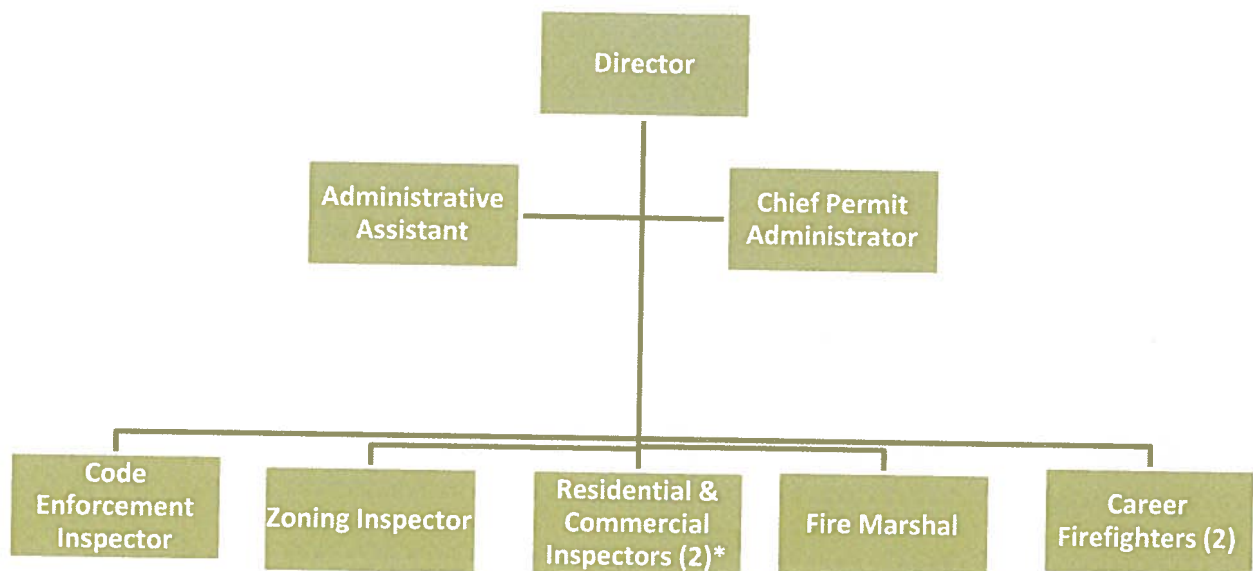 Director
Administrative
Assistant
Chief Permit
Administrator
Code
Enforcement
Inspector
Zoning Inspector
Residential &
Commercial
Inspectors (2)*
Fire Marshal
Career
Firefighters (2)